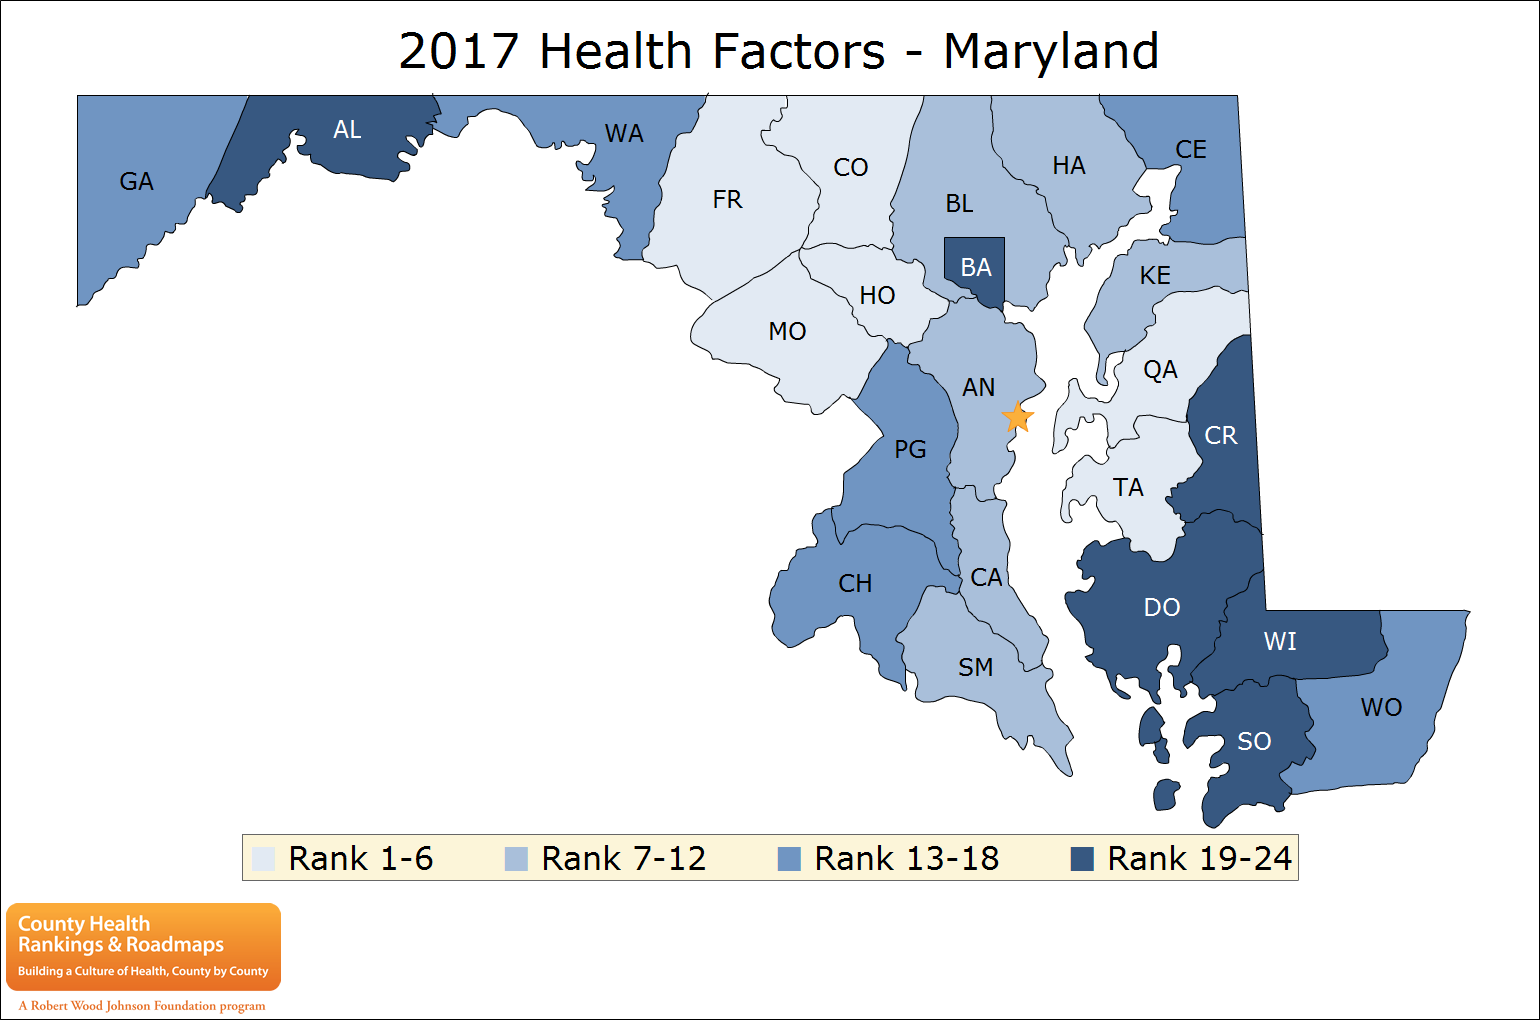 2017 Health Factors - Maryland
GA
AL
WA
FR
CO
BL
HA
CE
BA
KE
HO
MO
QA
AN
CR
PG
TA
CH
CA
DO
WI
SM
WO
SO
Rank 1-6
Rank 7-12
Rank 13-18
Rank 19-24
County Health
Rankings & Roadmaps
Building a Culture of Health, County by County
A Robert Wood Johnson Foundation program